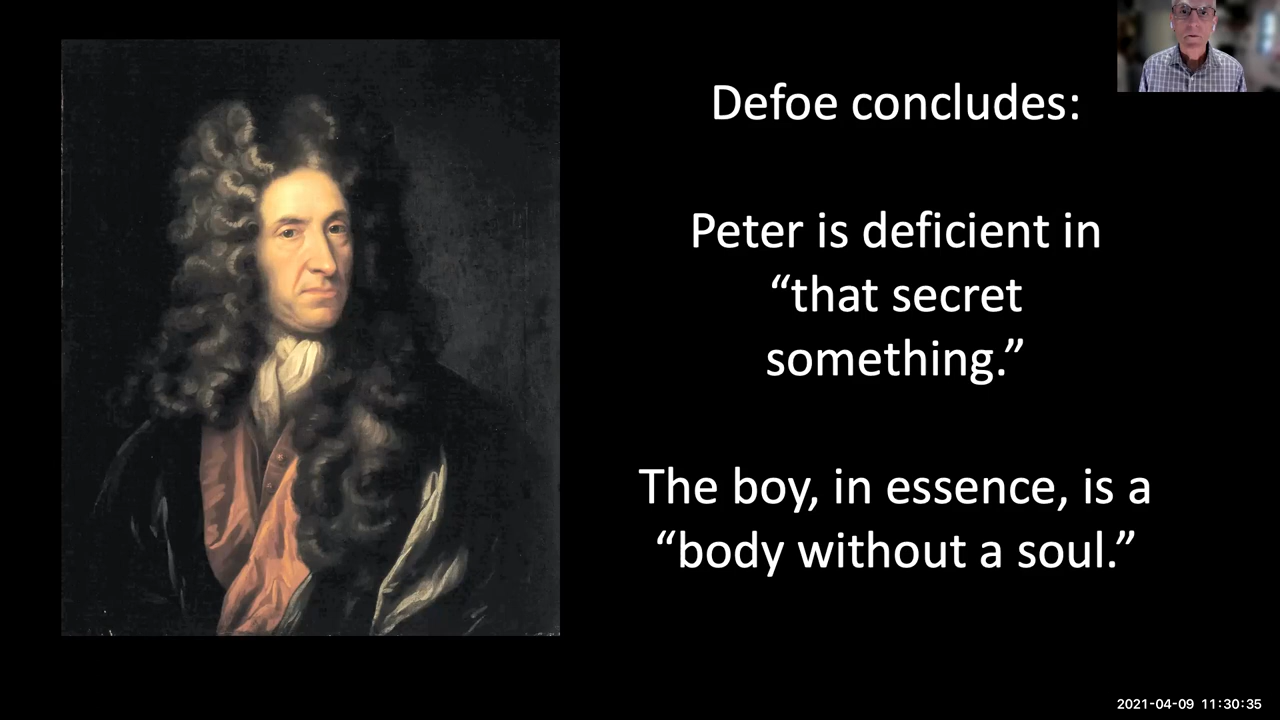 Defoe concludes:
Peter is deficient in
“that secret
something.”
The boy, in essence, is a
“body without a soul.”
2021-04-09 11:30:35